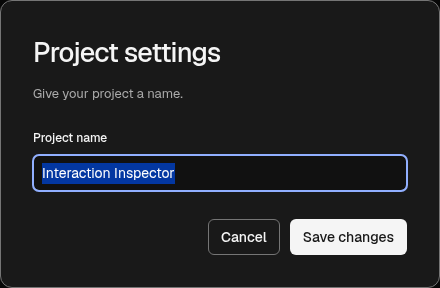 Project settings
Give your project a name.
Project name
Interaction Inspector
Cancel
Save changes